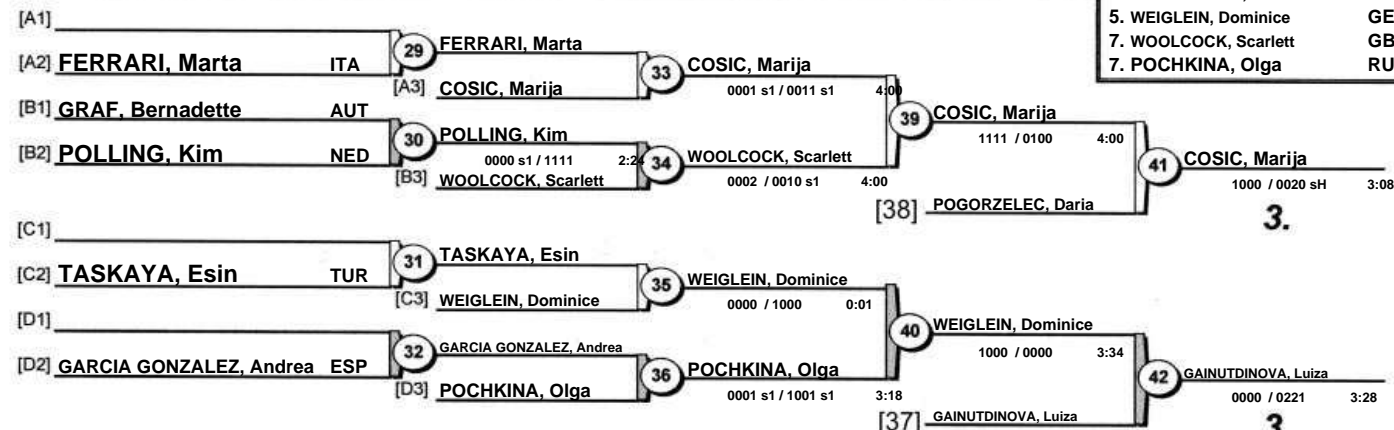 5. WEIGLEIN, Dominice GE
7. WOOLCOCK, Scarlett GB
7. POCHKINA, Olga RU
[A1]
[A2] FERRARI, Marta ITA
29
FERRARI, Marta
[A3] COSIC, Marija
33
COSIC, Marija
0001 s1 / 0011 s1 4:00
[B1] GRAF, Bernadette AUT
[B2] POLLING, Kim NED
30
POLLING, Kim
0000 s1 / 1111 2:24
[B3] WOOLCOCK, Scarlett
34
WOOLCOCK, Scarlett
0002 / 0010 s1 4:00
39
COSIC, Marija
1111 / 0100 4:00
[38] POGORZELEC, Daria
41
COSIC, Marija
1000 / 0020 sH 3:08
3.
[C1]
[C2] TASKAYA, Esin TUR
31
TASKAYA, Esin
[C3] WEIGLEIN, Dominice
35
WEIGLEIN, Dominice
0000 / 1000 0:01
[D1]
[D2] GARCIA GONZALEZ, Andrea ESP
32
GARCIA GONZALEZ, Andrea
[D3] POCHKINA, Olga
36
POCHKINA, Olga
0001 s1 / 1001 s1 3:18
40
WEIGLEIN, Dominice
1000 / 0000 3:34
[37] GAINUTDINOVA, Luiza
42
GAINUTDINOVA, Luiza
0000 / 0221 3:28
3